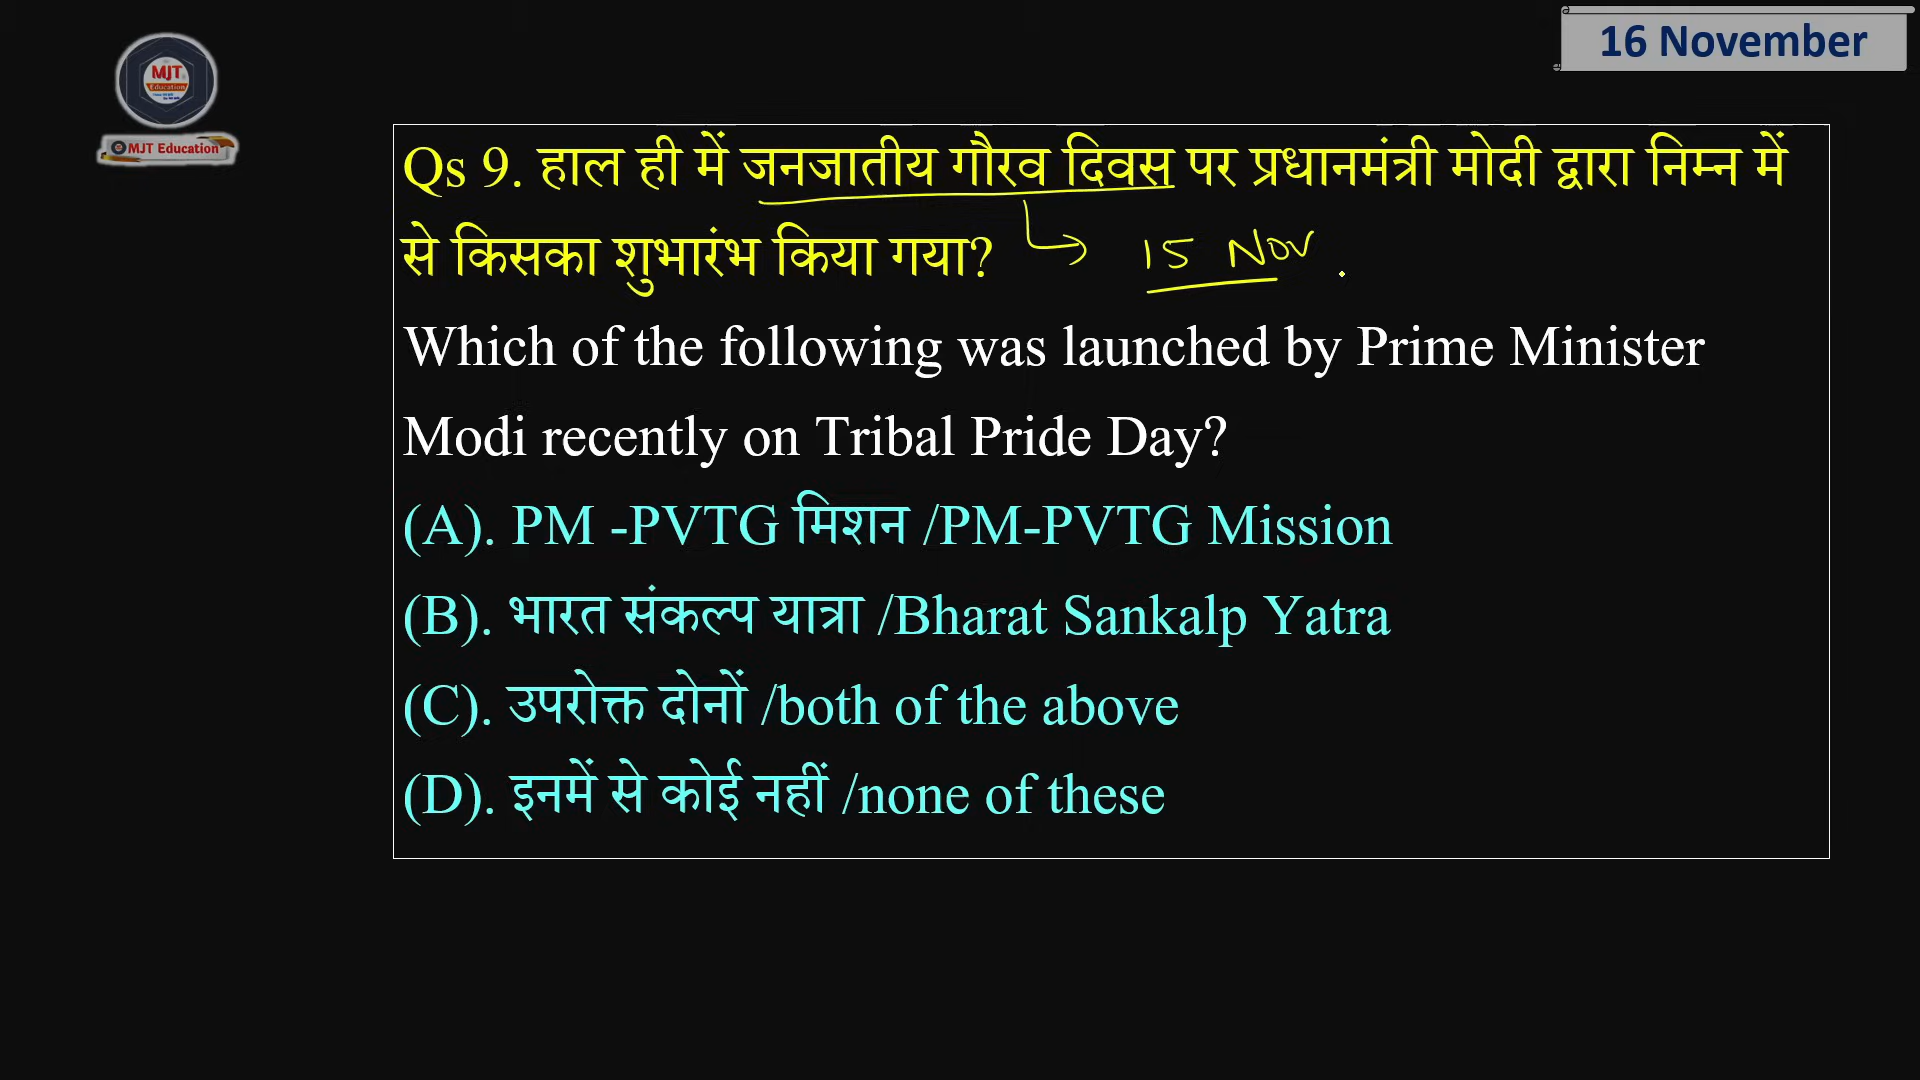 16 November
MJT
Education
MJT Education
Qs 9. हाल ही में जनजातीय गौरव दिवस पर प्रधानमंत्री मोदी द्वारा निम्न में
से किसका शुभारंभ किया गया? 15 Nov.
Which of the following was launched by Prime Minister
Modi recently on Tribal Pride Day?
(A). PM -PVTG मिशन /PM-PVTG Mission
(B). भारत संकल्प यात्रा /Bharat Sankalp Yatra
(C). उपरोक्त दोनों /both of the above
(D). इनमें से कोई नहीं /none of these